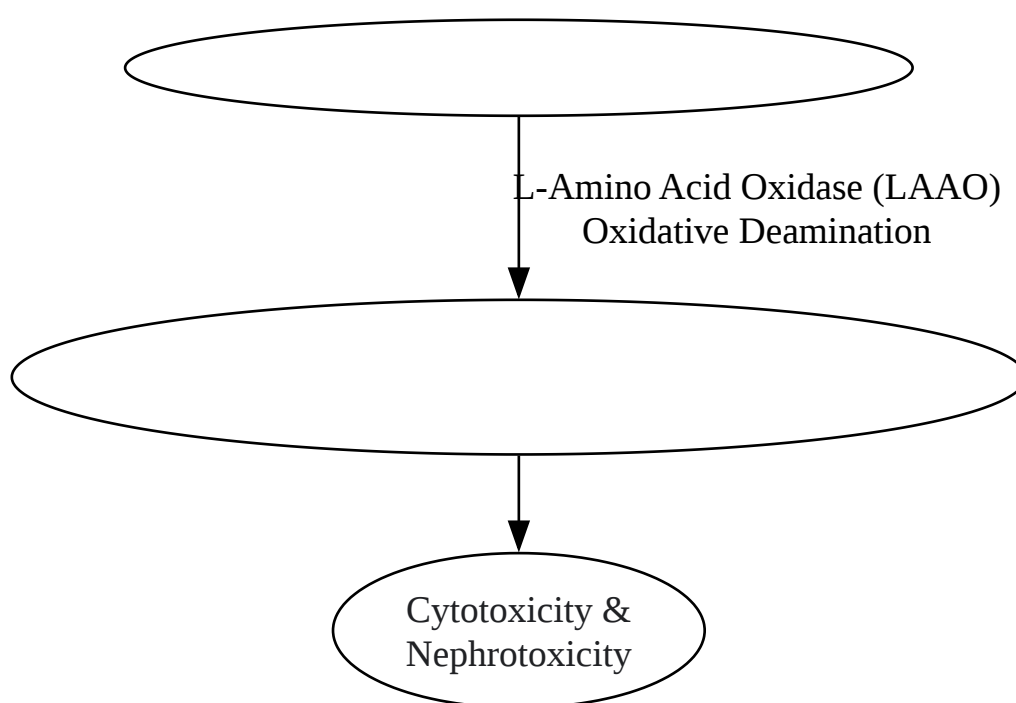 L-Amino Acid Oxidase (LAAO)
Oxidative Deamination
Cytotoxicity &
Nephrotoxicity